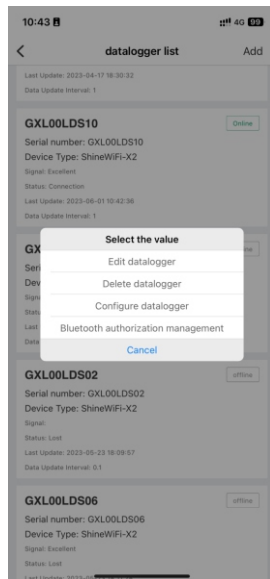 10:43
4G 99
datalogger list
Add
Last Update: 2023-04-17 18:30:32
Data Update Interval: 1
GXL00LDS10
Online
Serial number: GXL00LDS10
Device Type: ShineWiFi-X2
Signal: Excellent
Status: Connection
Last Update: 2023-06-01 10:42:36
Data Update Interval: 1
Select the value
Edit datalogger
Delete datalogger
Configure datalogger
Bluetooth authorization management
Cancel
GXL00LDS02
offline
Serial number: GXL00LDS02
Device Type: ShineWiFi-X2
Signal:
Status: Lost
Last Update: 2023-05-23 18:09:57
Data Update Interval: 0.1
GXL00LDS06
offline
Serial number: GXL00LDS06
Device Type: ShineWiFi-X2
Signal: Excellent
Status: Lost